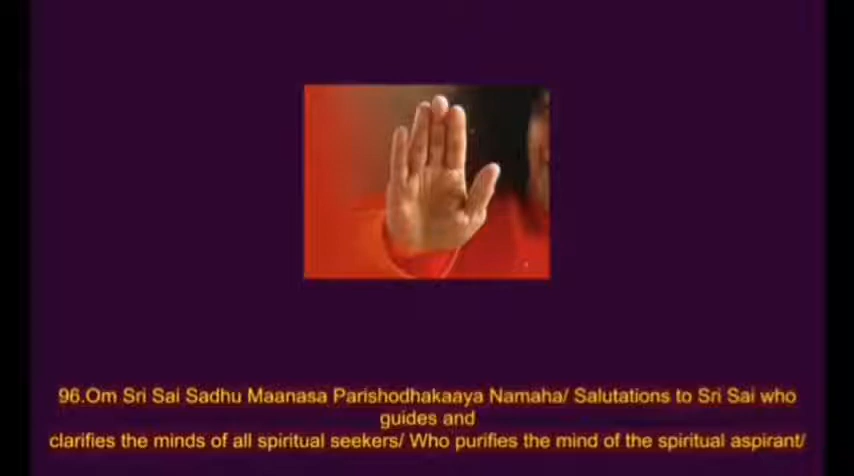 96.Om Sri Sai Sadhu Maanasa Parishodhakaaya Namaha/ Salutations to Sri Sai who
guides and
clarifies the minds of all spiritual seekers/ Who purifies the mind of the spiritual aspirant/